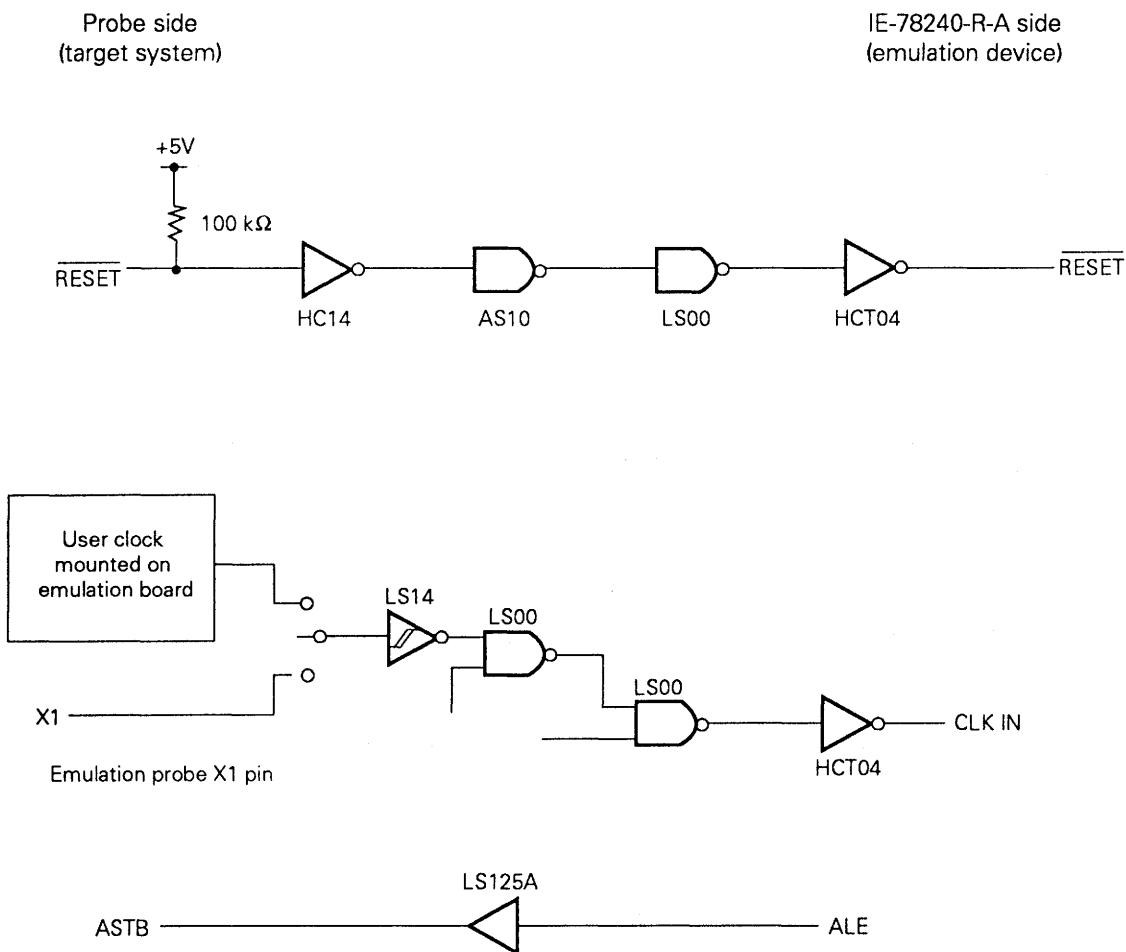 Probe side
(target system)
IE-78240-R-A side
(emulation device)
+5V
100 kΩ
RESET
HC14
AS10
LS00
HCT04
RESET
User clock
mounted on
emulation board
LS14
LS00
LS00
X1
CLK IN
HCT04
Emulation probe X1 pin
LS125A
ASTB
ALE